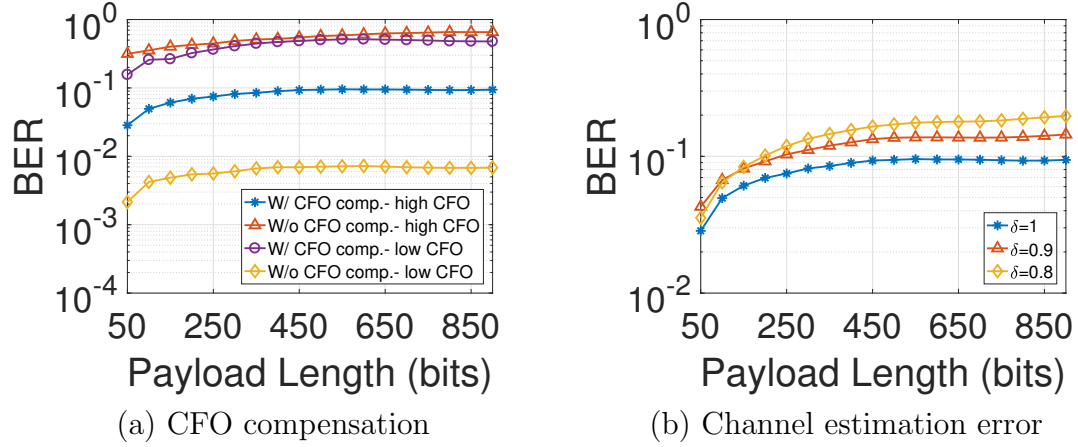 10^0
10^-1
10^-2
10^-3
10^-4
BER
50 250 450 650 850
Payload Length (bits)
W/ CFO comp.- high CFO
W/o CFO comp.- high CFO
W/ CFO comp.- low CFO
W/o CFO comp.- low CFO
(a) CFO compensation
10^0
10^-1
10^-2
BER
50 250 450 650 850
Payload Length (bits)
δ=1
δ=0.9
δ=0.8
(b) Channel estimation error